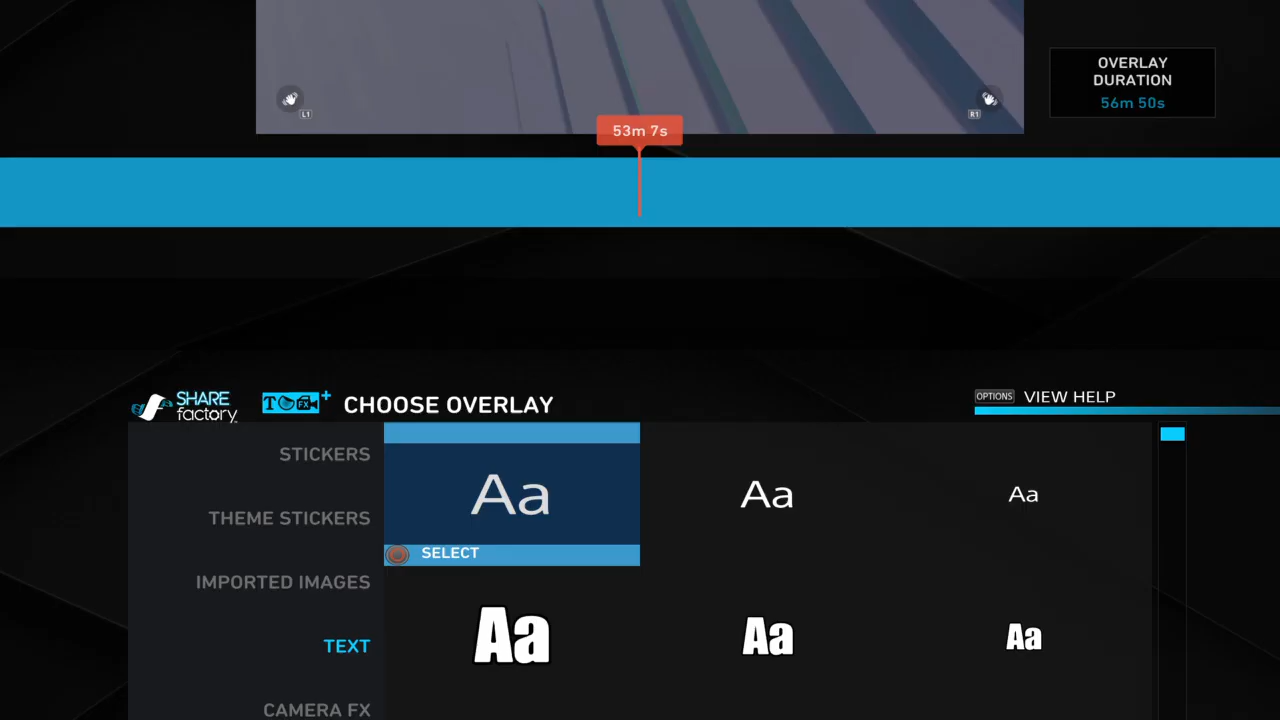 OVERLAY
DURATION
56m 50s
L1
R1
53m 7s
SHARE
factory
T FX +
CHOOSE OVERLAY
OPTIONS VIEW HELP
STICKERS
THEME STICKERS
IMPORTED IMAGES
TEXT
CAMERA FX
Aa Aa Aa
SELECT
Aa Aa Aa